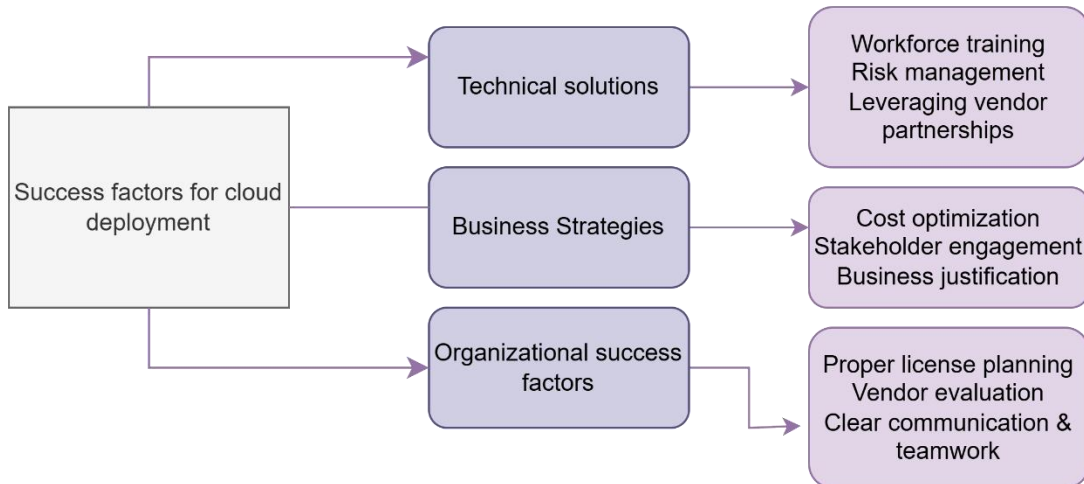 Success factors for cloud
deployment
Technical solutions
Workforce training
Risk management
Leveraging vendor
partnerships
Business Strategies
Cost optimization
Stakeholder engagement
Business justification
Organizational success
factors
Proper license planning
Vendor evaluation
Clear communication &
teamwork